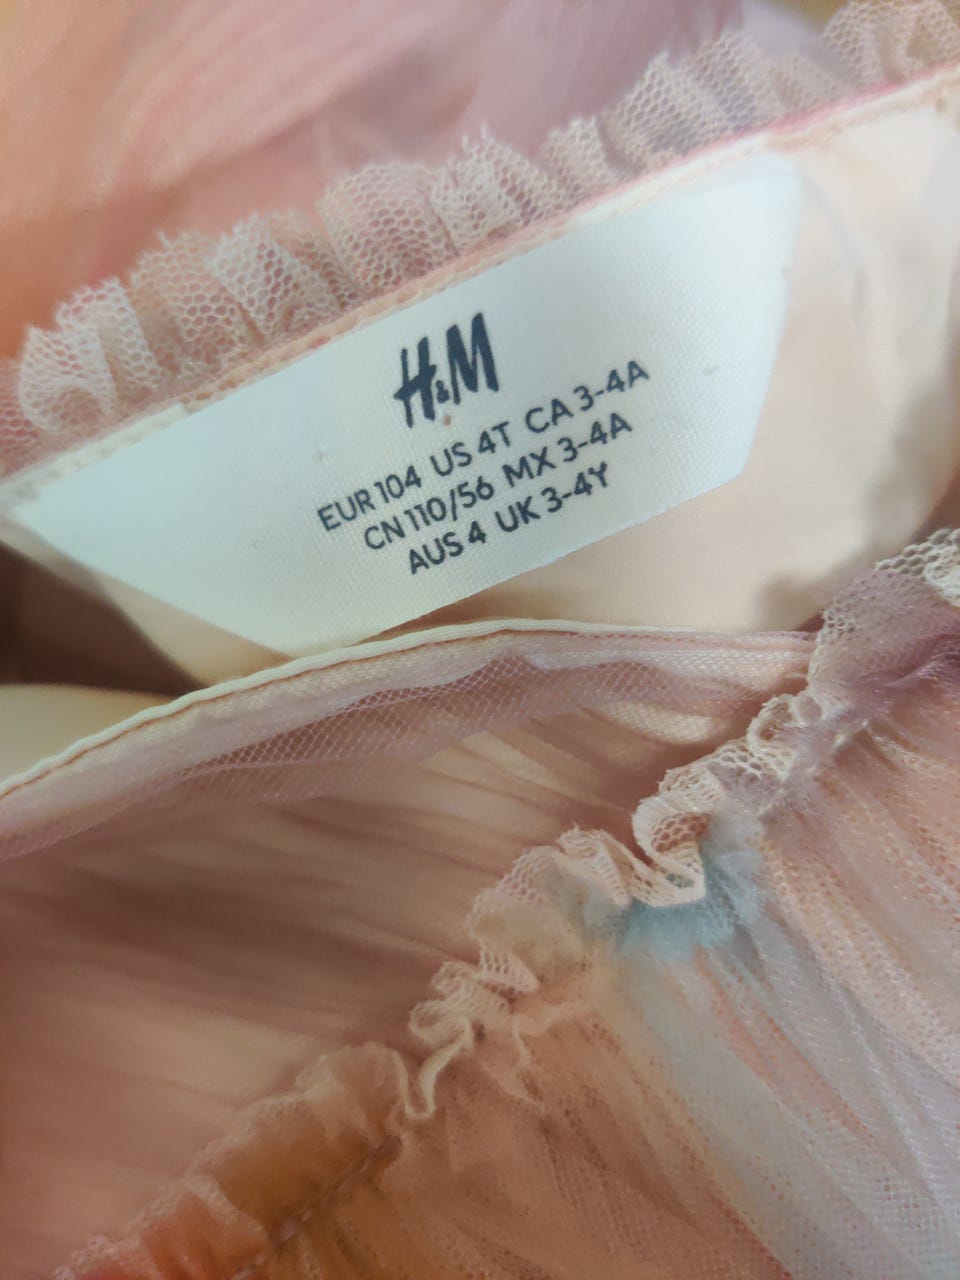 H&M
EUR 104 US 4T CA 3-4A
CN 110/56 MX 3-4A
AUS 4 UK 3-4Y